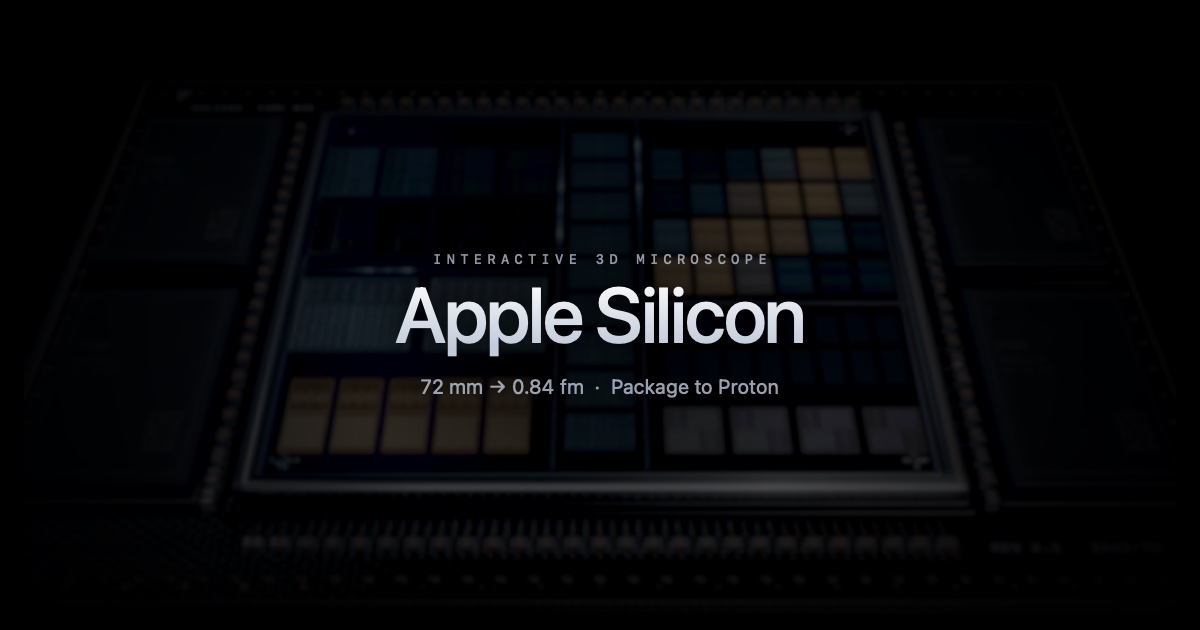 INTERACTIVE 3D MICROSCOPE
Apple Silicon
72 mm → 0.84 fm · Package to Proton